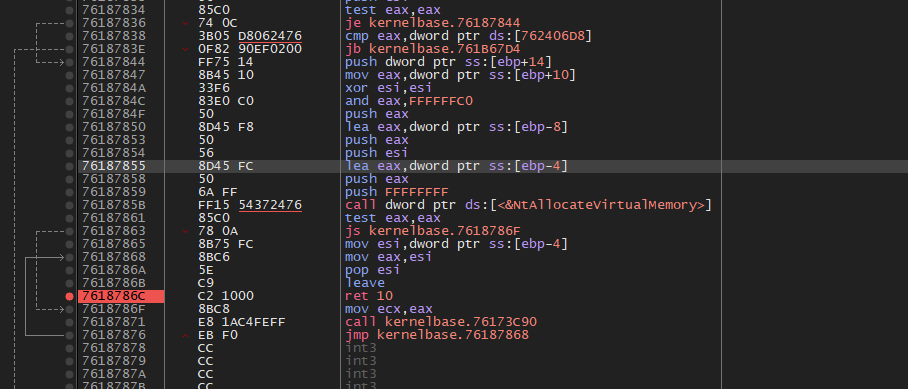 76187834 85C0 test eax,eax
76187836 74 0C je kernelbase.76187844
76187838 3B05 D8062476 cmp eax,dword ptr ds:[762406D8]
7618783E 0F82 90EF0200 jb kernelbase.761B67D4
76187844 FF75 14 push dword ptr ss:[ebp+14]
76187847 8B45 10 mov eax,dword ptr ss:[ebp+10]
7618784A 33F6 xor esi,esi
7618784C 83E0 C0 and eax,FFFFFFC0
7618784F 50 push eax
76187850 8D45 F8 lea eax,dword ptr ss:[ebp-8]
76187853 50 push eax
76187854 56 push esi
76187855 8D45 FC lea eax,dword ptr ss:[ebp-4]
76187858 50 push eax
76187859 6A FF push FFFFFFFF
7618785B FF15 54372476 call dword ptr ds:[<&NtAllocateVirtualMemory>]
76187861 85C0 test eax,eax
76187863 78 0A js kernelbase.7618786F
76187865 8B75 FC mov esi,dword ptr ss:[ebp-4]
76187868 8BC6 mov eax,esi
7618786A 5E pop esi
7618786B C9 leave
7618786C C2 1000 ret 10
7618786F 8BC8 mov ecx,eax
76187871 E8 1AC4FEFF call kernelbase.76173C90
76187876 EB F0 jmp kernelbase.76187868
76187878 CC int3
76187879 CC int3
7618787A CC int3
7618787B CC int3